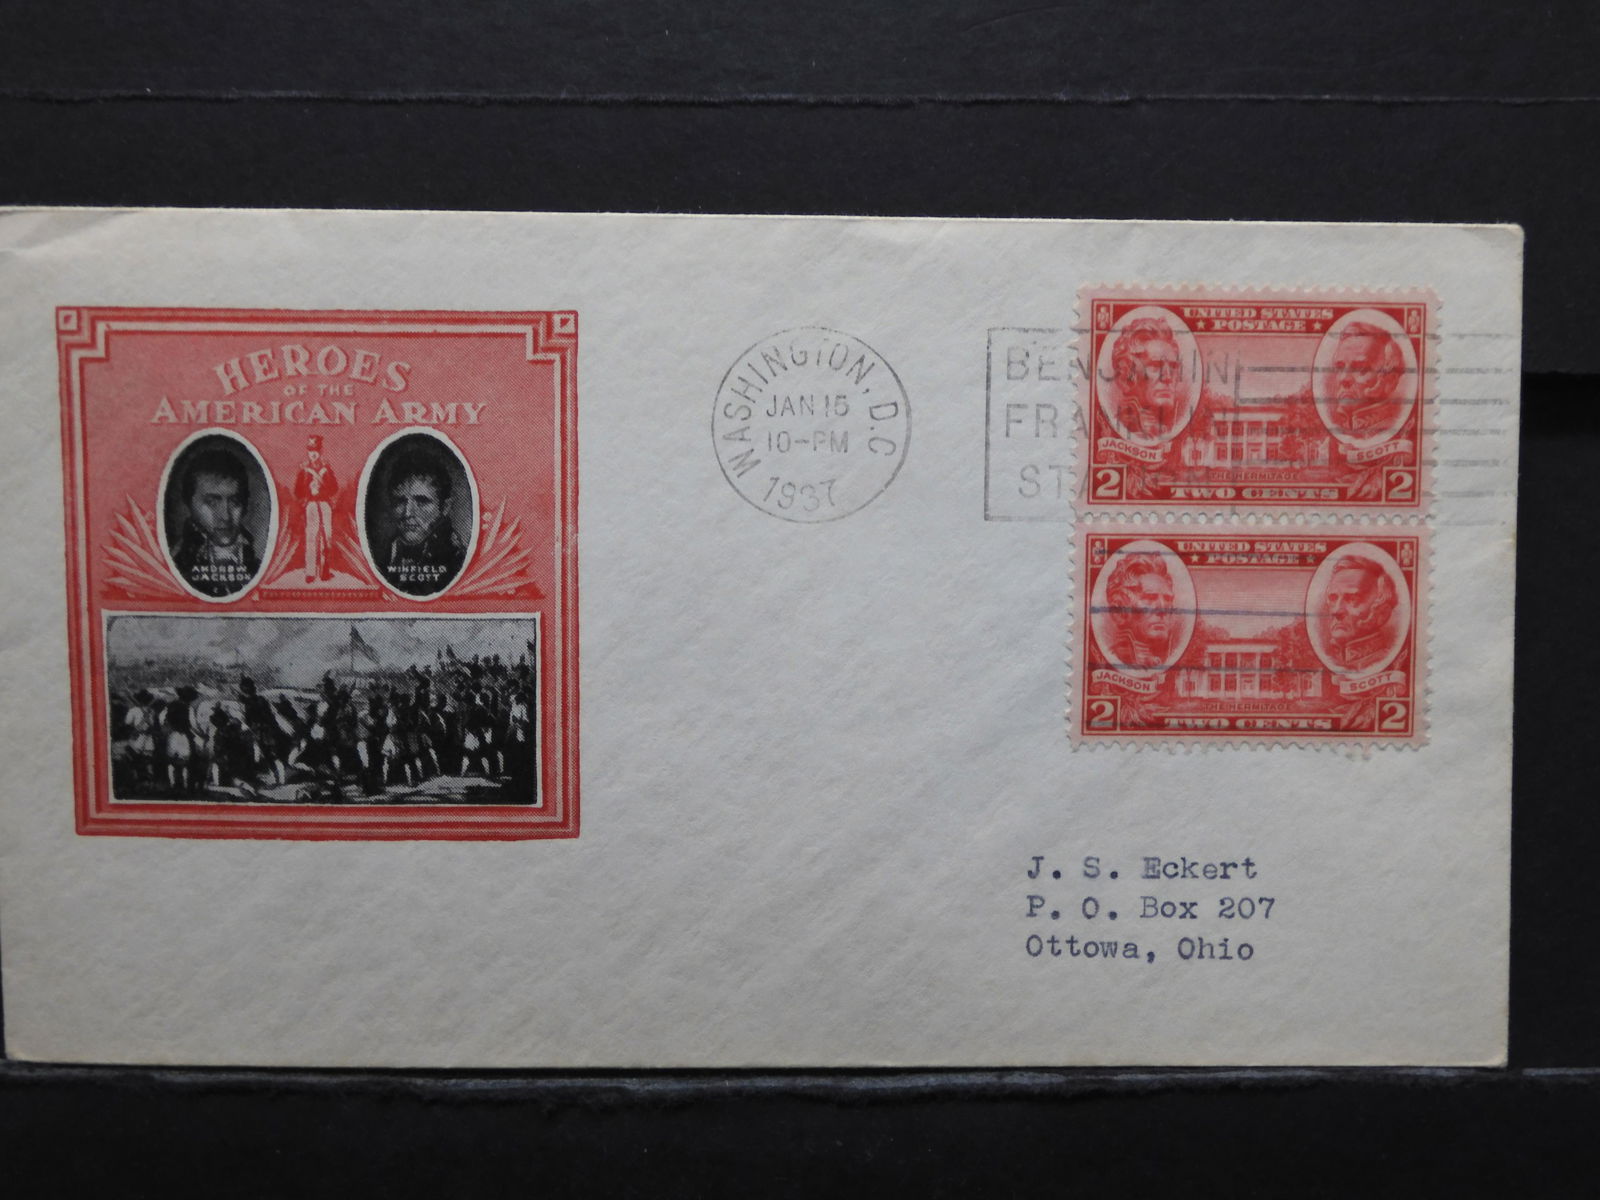 HEROES
OF THE
AMERICAN ARMY
ANDREW
JACKSON
WINFIELD
SCOTT
WASHINGTON, D.C
JAN 15
10-PM
1937
BENJAMIN
FRANKLIN
UNITED STATES
POSTAGE
JACKSON
SCOTT
THE HERMITAGE
2 TWO CENTS 2
UNITED STATES
POSTAGE
JACKSON
SCOTT
THE HERMITAGE
2 TWO CENTS 2
J. S. Eckert
P. O. Box 207
Ottowa, Ohio